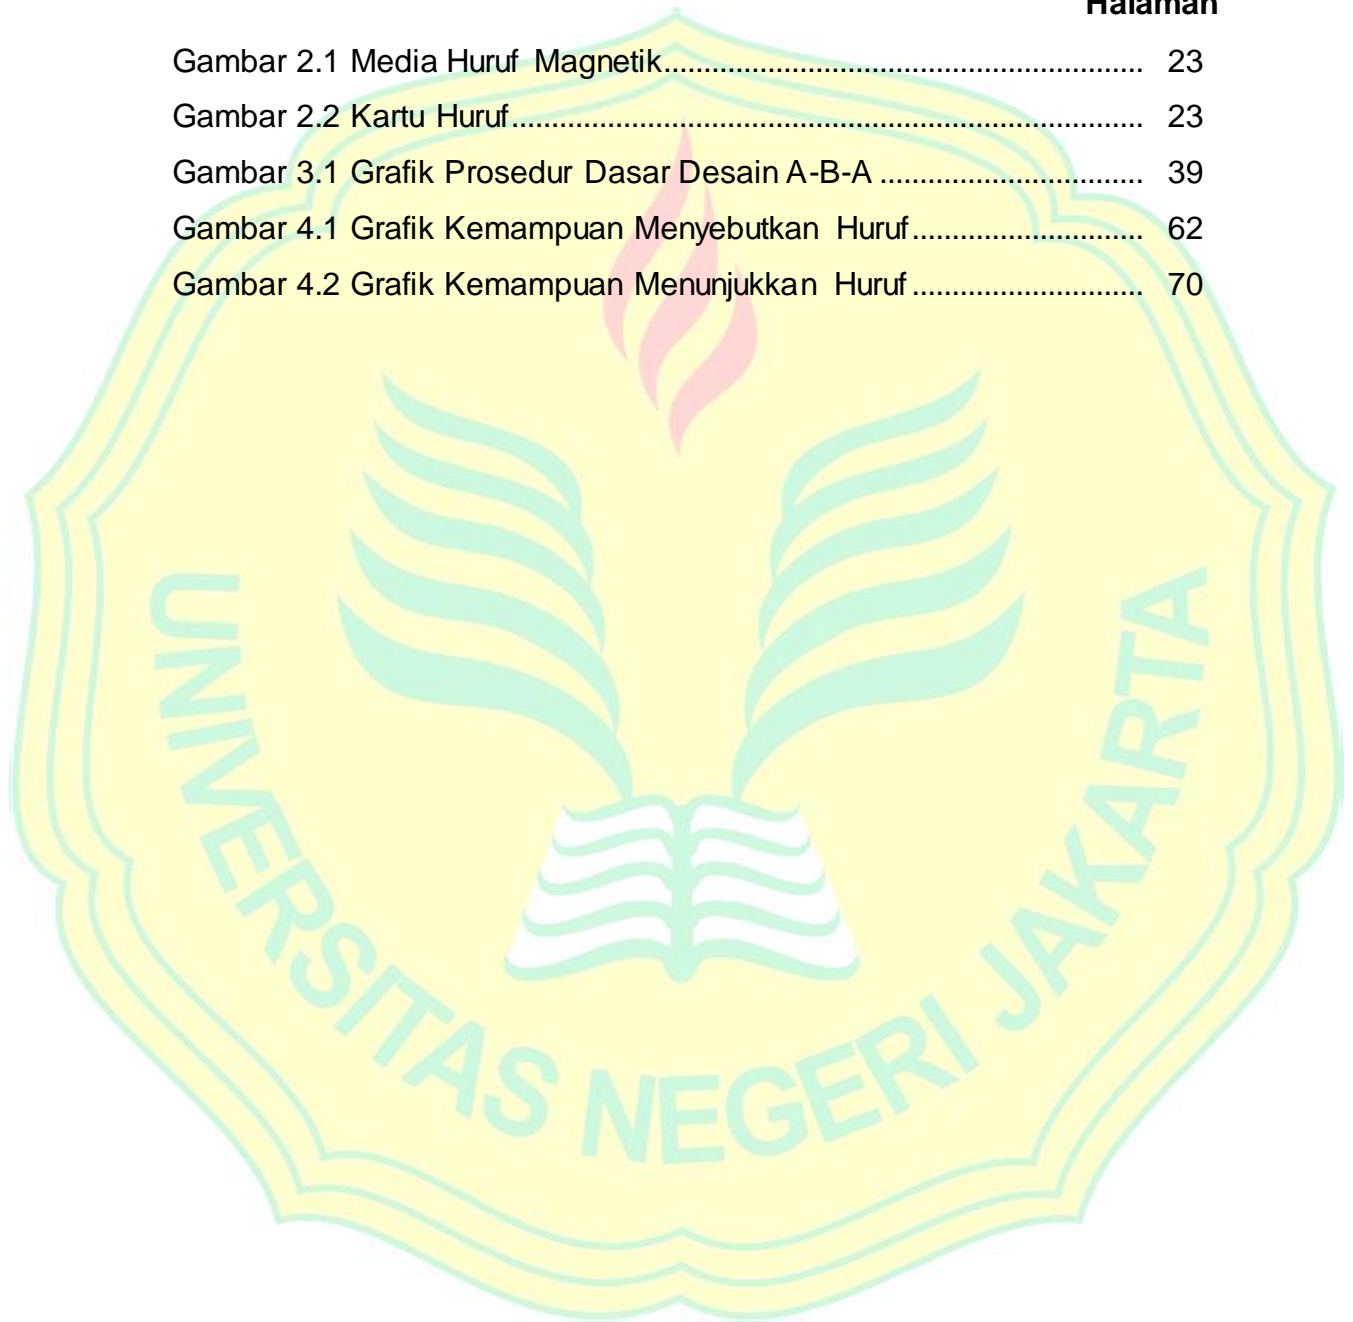 Halaman
Gambar 2.1 Media Huruf Magnetik............................................................ 23
Gambar 2.2 Kartu Huruf............................................................................... 23
Gambar 3.1 Grafik Prosedur Dasar Desain A-B-A ................................. 39
Gambar 4.1 Grafik Kemampuan Menyebutkan Huruf............................. 62
Gambar 4.2 Grafik Kemampuan Menunjukkan Huruf............................. 70
UNIVERSITAS NEGERI JAKARTA